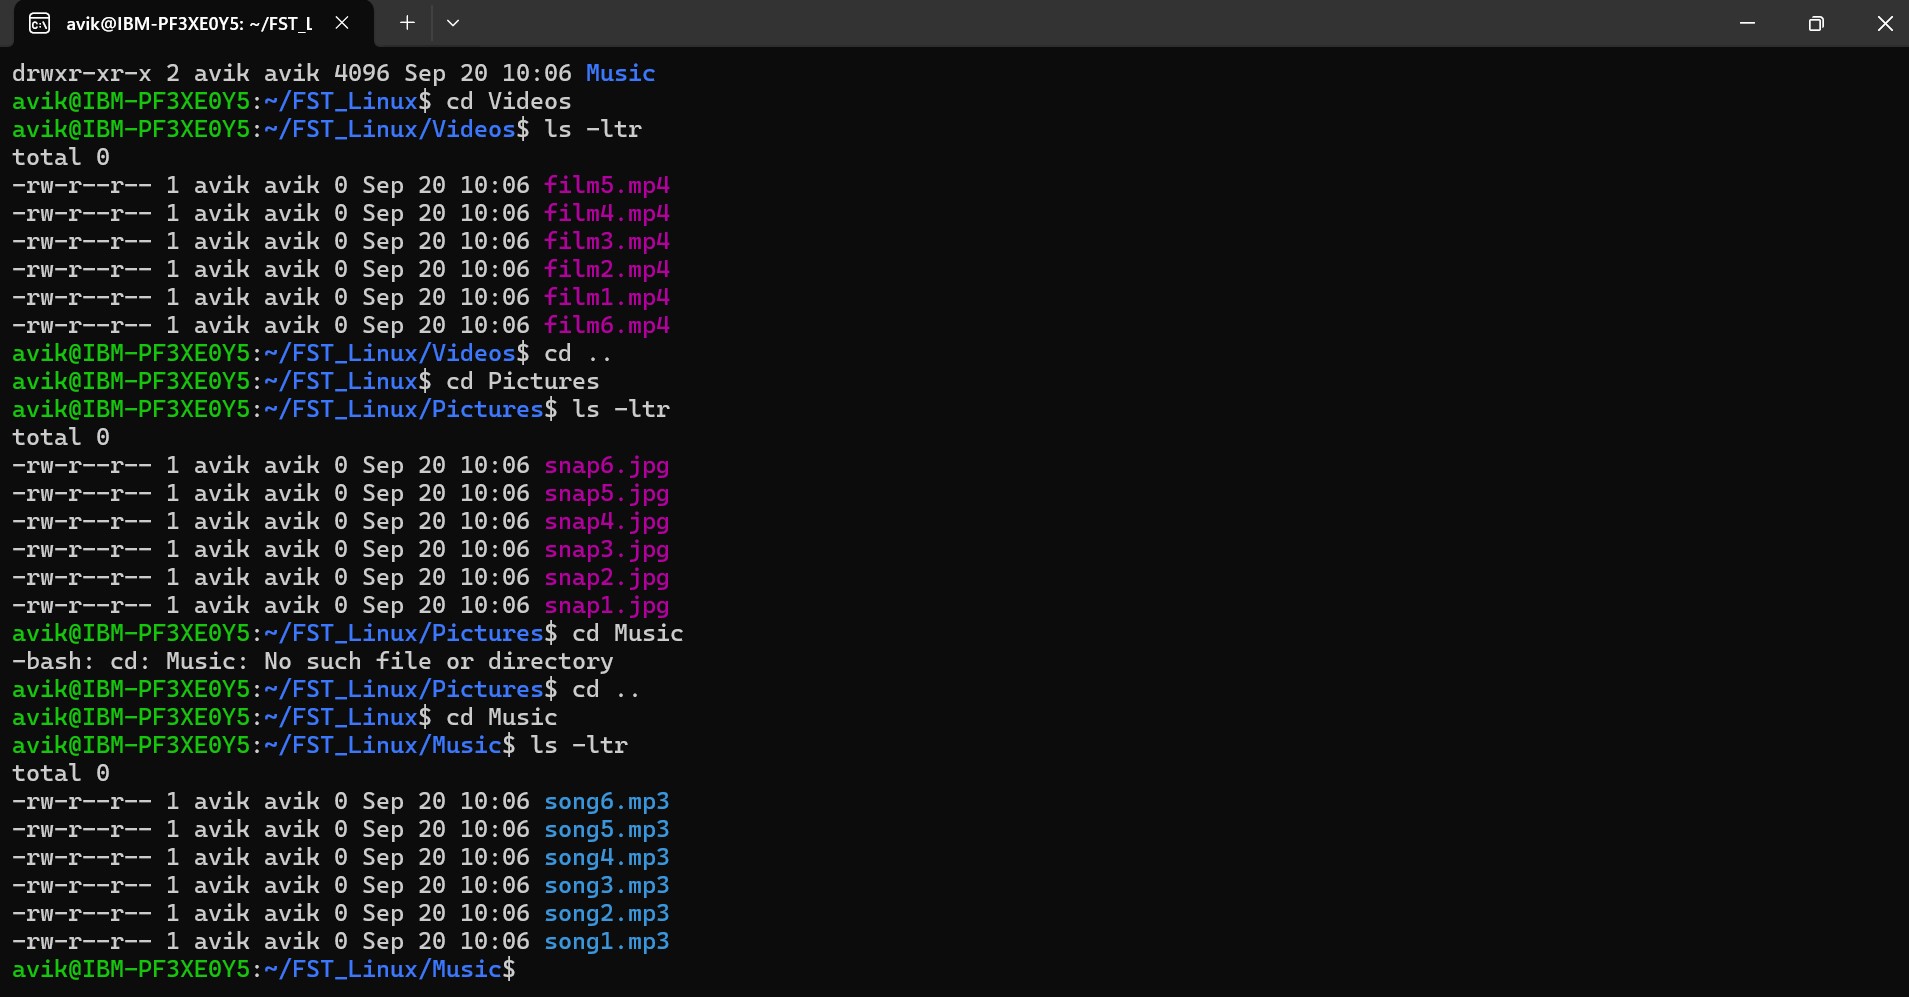 avik@IBM-PF3XE0Y5: ~/FST_L
drwxr-xr-x 2 avik avik 4096 Sep 20 10:06 Music
avik@IBM-PF3XE0Y5:~/FST_Linux$ cd Videos
avik@IBM-PF3XE0Y5:~/FST_Linux/Videos$ ls -ltr
total 0
-rw-r--r-- 1 avik avik 0 Sep 20 10:06 film5.mp4
-rw-r--r-- 1 avik avik 0 Sep 20 10:06 film4.mp4
-rw-r--r-- 1 avik avik 0 Sep 20 10:06 film3.mp4
-rw-r--r-- 1 avik avik 0 Sep 20 10:06 film2.mp4
-rw-r--r-- 1 avik avik 0 Sep 20 10:06 film1.mp4
-rw-r--r-- 1 avik avik 0 Sep 20 10:06 film6.mp4
avik@IBM-PF3XE0Y5:~/FST_Linux/Videos$ cd ..
avik@IBM-PF3XE0Y5:~/FST_Linux$ cd Pictures
avik@IBM-PF3XE0Y5:~/FST_Linux/Pictures$ ls -ltr
total 0
-rw-r--r-- 1 avik avik 0 Sep 20 10:06 snap6.jpg
-rw-r--r-- 1 avik avik 0 Sep 20 10:06 snap5.jpg
-rw-r--r-- 1 avik avik 0 Sep 20 10:06 snap4.jpg
-rw-r--r-- 1 avik avik 0 Sep 20 10:06 snap3.jpg
-rw-r--r-- 1 avik avik 0 Sep 20 10:06 snap2.jpg
-rw-r--r-- 1 avik avik 0 Sep 20 10:06 snap1.jpg
avik@IBM-PF3XE0Y5:~/FST_Linux/Pictures$ cd Music
-bash: cd: Music: No such file or directory
avik@IBM-PF3XE0Y5:~/FST_Linux/Pictures$ cd ..
avik@IBM-PF3XE0Y5:~/FST_Linux$ cd Music
avik@IBM-PF3XE0Y5:~/FST_Linux/Music$ ls -ltr
total 0
-rw-r--r-- 1 avik avik 0 Sep 20 10:06 song6.mp3
-rw-r--r-- 1 avik avik 0 Sep 20 10:06 song5.mp3
-rw-r--r-- 1 avik avik 0 Sep 20 10:06 song4.mp3
-rw-r--r-- 1 avik avik 0 Sep 20 10:06 song3.mp3
-rw-r--r-- 1 avik avik 0 Sep 20 10:06 song2.mp3
-rw-r--r-- 1 avik avik 0 Sep 20 10:06 song1.mp3
avik@IBM-PF3XE0Y5:~/FST_Linux/Music$